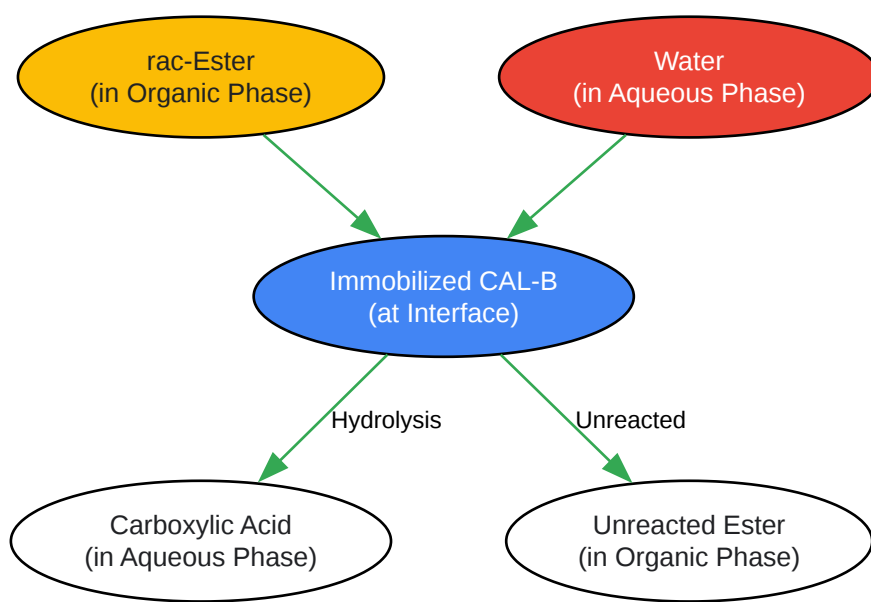 rac-Ester
(in Organic Phase)
Water
(in Aqueous Phase)
Immobilized CAL-B
(at Interface)
Hydrolysis
Unreacted
Carboxylic Acid
(in Aqueous Phase)
Unreacted Ester
(in Organic Phase)